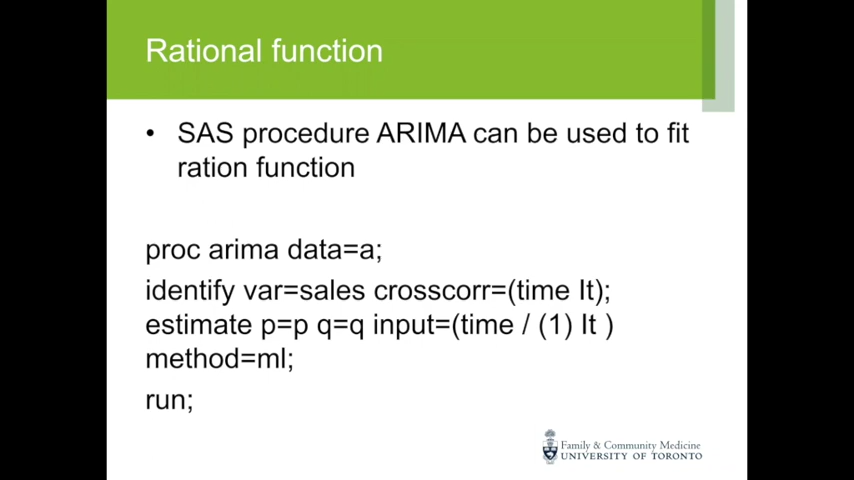 Rational function
• SAS procedure ARIMA can be used to fit
ration function
proc arima data=a;
identify var=sales crosscorr=(time It);
estimate p=p q=q input=(time / (1) It )
method=ml;
run;
Family & Community Medicine
UNIVERSITY OF TORONTO